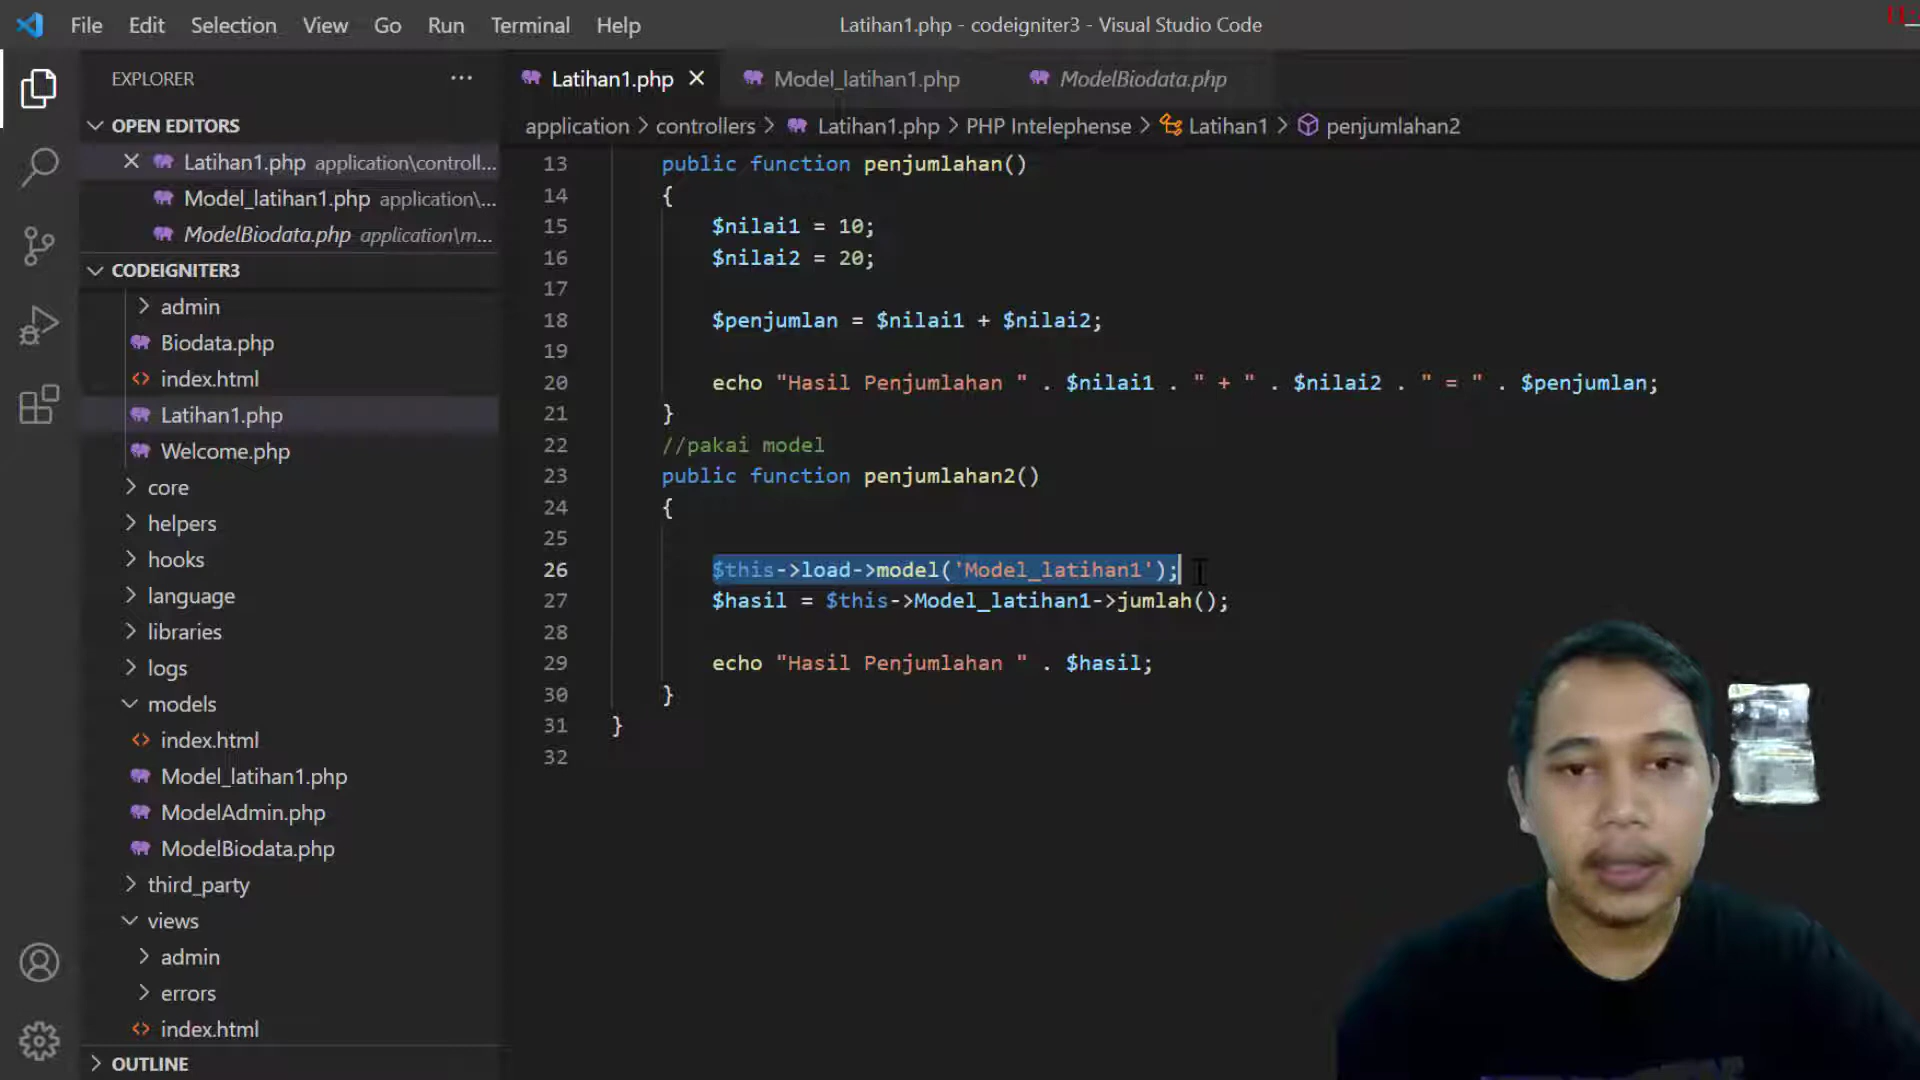 File Edit Selection View Go Run Terminal Help Latihan1.php - codeigniter3 - Visual Studio Code
EXPLORER ···
OPEN EDITORS
Latihan1.php application\controll...
Model_latihan1.php application\...
ModelBiodata.php application\m...
CODEIGNITER3
admin
Biodata.php
index.html
Latihan1.php
Welcome.php
core
helpers
hooks
language
libraries
logs
models
index.html
Model_latihan1.php
ModelAdmin.php
ModelBiodata.php
third_party
views
admin
errors
index.html
OUTLINE
Latihan1.php Model_latihan1.php ModelBiodata.php
application > controllers > Latihan1.php > PHP Intelephense > Latihan1 > penjumlahan2
13 public function penjumlahan()
14 {
15 $nilai1 = 10;
16 $nilai2 = 20;
17
18 $penjumlan = $nilai1 + $nilai2;
19
20 echo "Hasil Penjumlahan " . $nilai1 . " + " . $nilai2 . " = " . $penjumlan;
21 }
22 //pakai model
23 public function penjumlahan2()
24 {
25
26 $this->load->model('Model_latihan1');
27 $hasil = $this->Model_latihan1->jumlah();
28
29 echo "Hasil Penjumlahan " . $hasil;
30 }
31 }
32